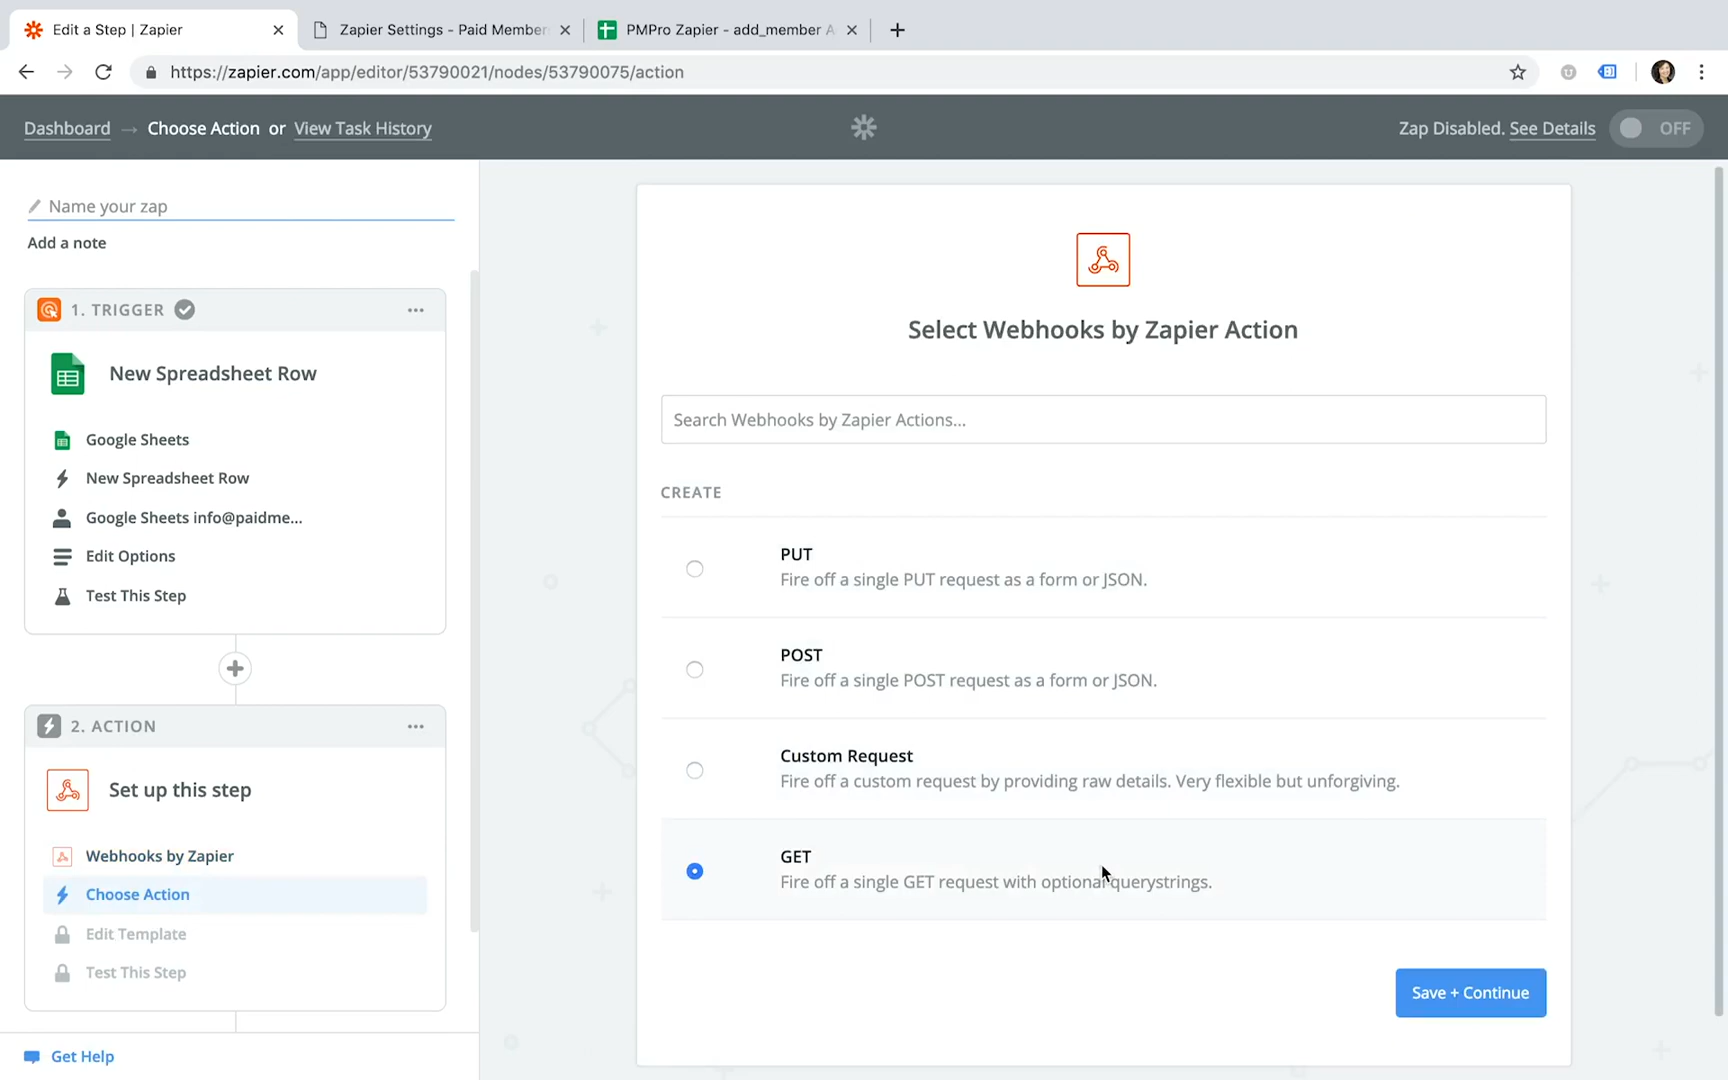 Edit a Step | Zapier
Zapier Settings - Paid Member
PMPro Zapier - add_member A
https://zapier.com/app/editor/53790021/nodes/53790075/action
Dashboard → Choose Action or View Task History
Zap Disabled. See Details
OFF
Name your zap
Add a note
1. TRIGGER
New Spreadsheet Row
Google Sheets
New Spreadsheet Row
Google Sheets info@paidme...
Edit Options
Test This Step
2. ACTION
Set up this step
Webhooks by Zapier
Choose Action
Edit Template
Test This Step
Get Help
Select Webhooks by Zapier Action
Search Webhooks by Zapier Actions...
CREATE
PUT
Fire off a single PUT request as a form or JSON.
POST
Fire off a single POST request as a form or JSON.
Custom Request
Fire off a custom request by providing raw details. Very flexible but unforgiving.
GET
Fire off a single GET request with optional querystrings.
Save + Continue